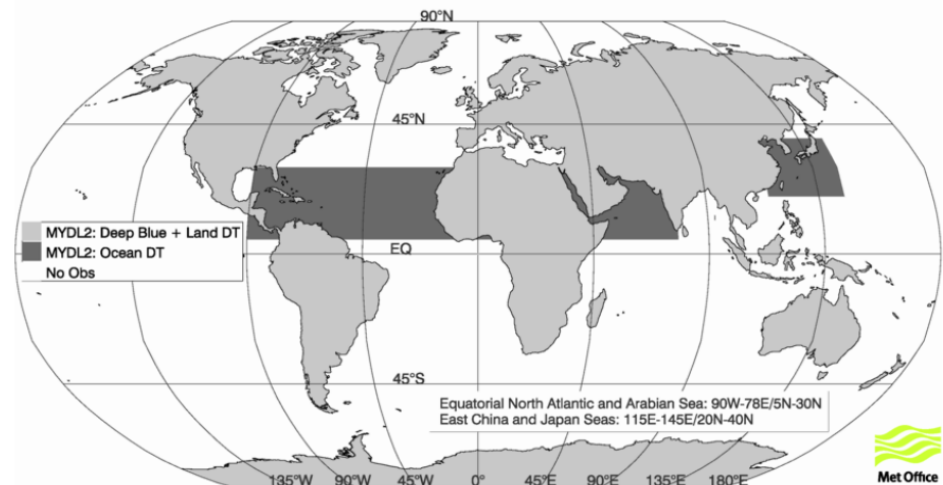 90°N
45°N
MYDL2: Deep Blue + Land DT
MYDL2: Ocean DT
No Obs
EQ
45°S
Equatorial North Atlantic and Arabian Sea: 90W-78E/5N-30N
East China and Japan Seas: 115E-145E/20N-40N
135°W 90°W 45°W 0° 45°E 90°E 135°E 180°E
Met Office